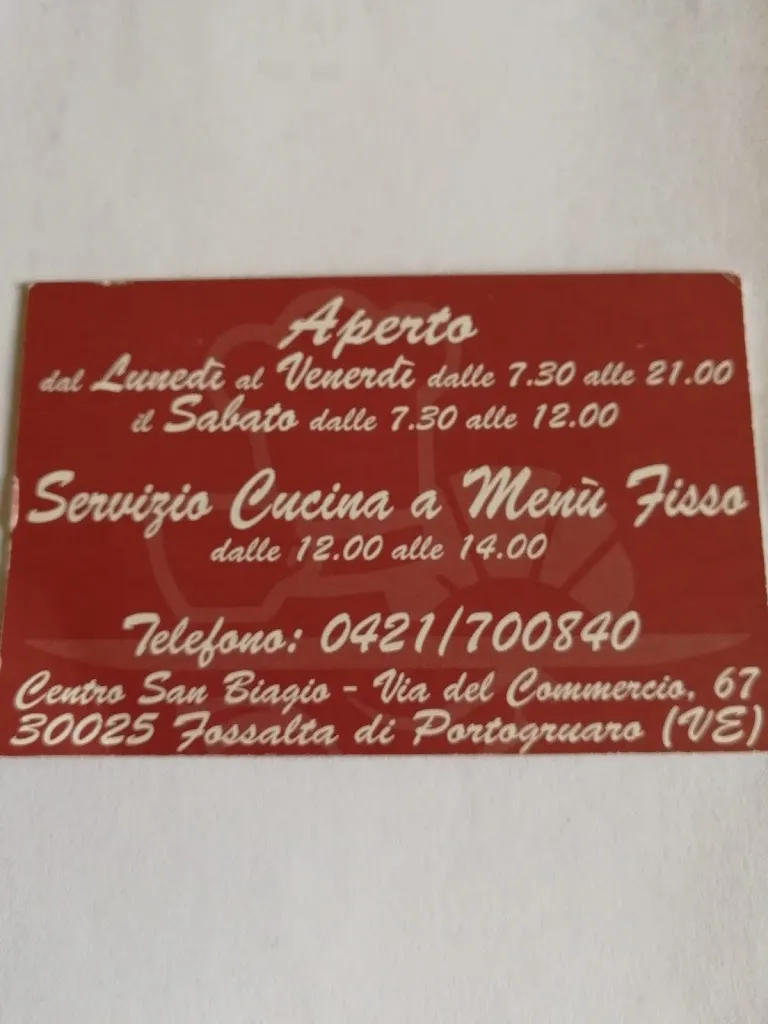 Aperto
dal Lunedì al Venerdì dalle 7.30 alle 21.00
il Sabato dalle 7.30 alle 12.00
Servizio Cucina a Menù Fisso
dalle 12.00 alle 14.00
Telefono: 0421/700840
Centro San Biagio - Via del Commercio, 67
30025 Fossalta di Portogruaro (VE)